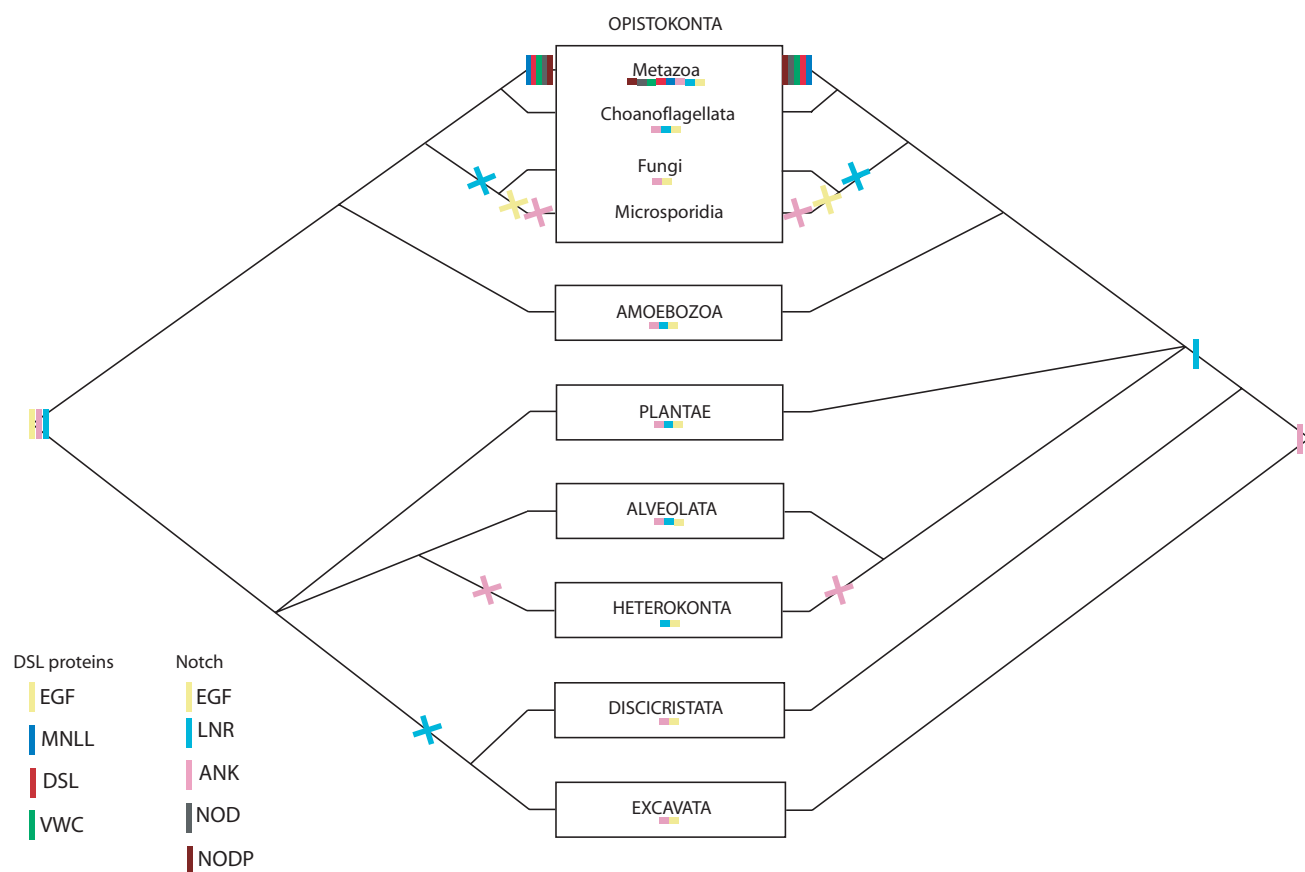 OPISTOKONTA
Metazoa
Choanoflagellata
Fungi
Microsporidia
AMOEBOZOA
PLANTAE
ALVEOLATA
HETEROKONTA
DISCICRISTATA
EXCAVATA
DSL proteins
EGF
MNLL
DSL
VWC
Notch
EGF
LNR
ANK
NOD
NODP